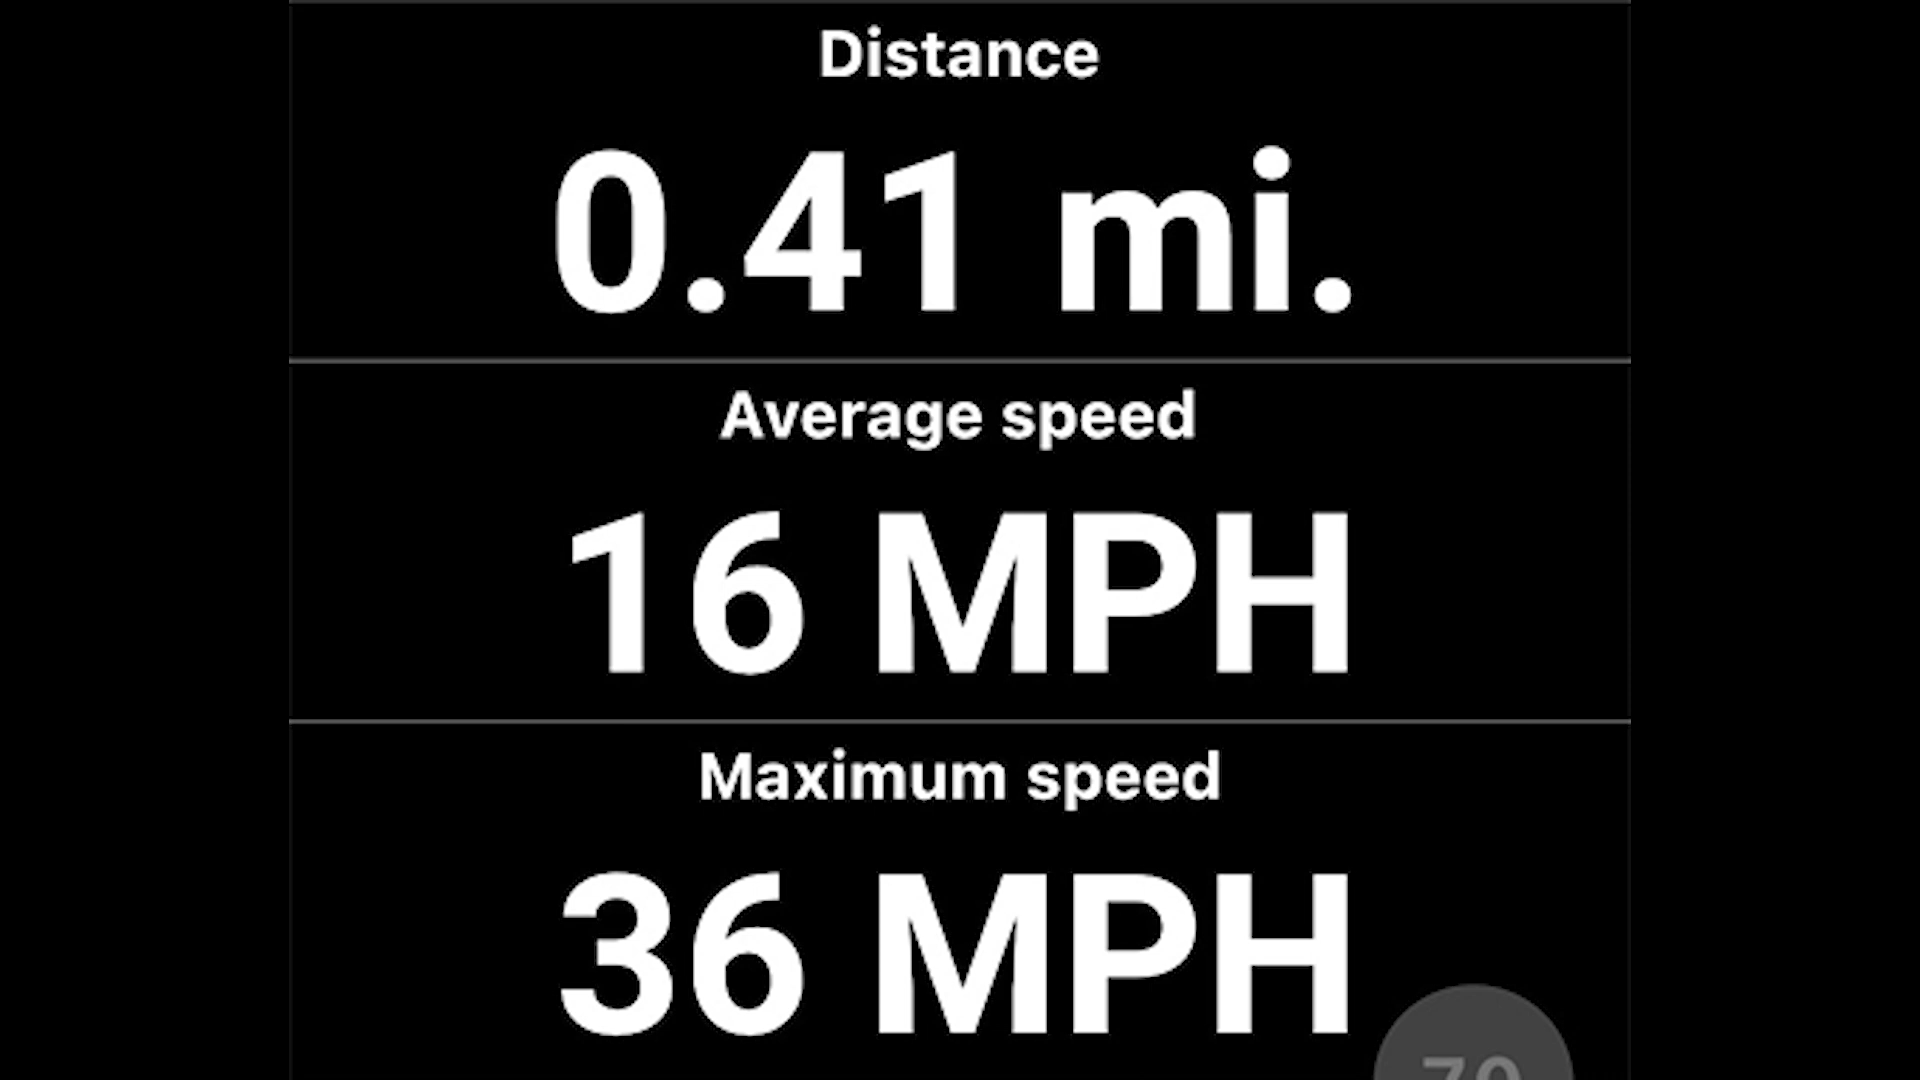 Distance
0.41 mi.
Average speed
16 MPH
Maximum speed
36 MPH